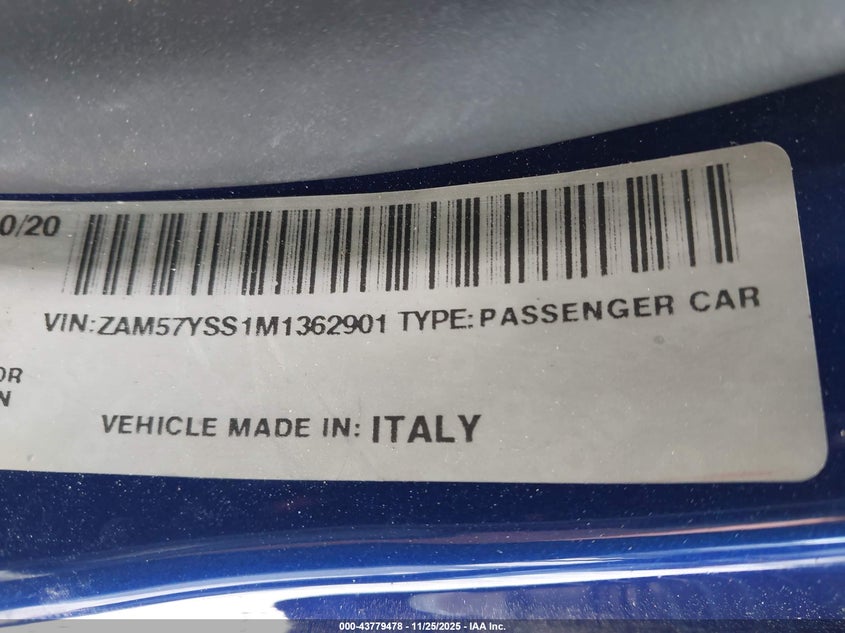 0/20
VIN:ZAM57YSS1M1362901 TYPE:PASSENGER CAR
OR
N
VEHICLE MADE IN: ITALY
000-43779478 - 11/25/2025 - IAA Inc.